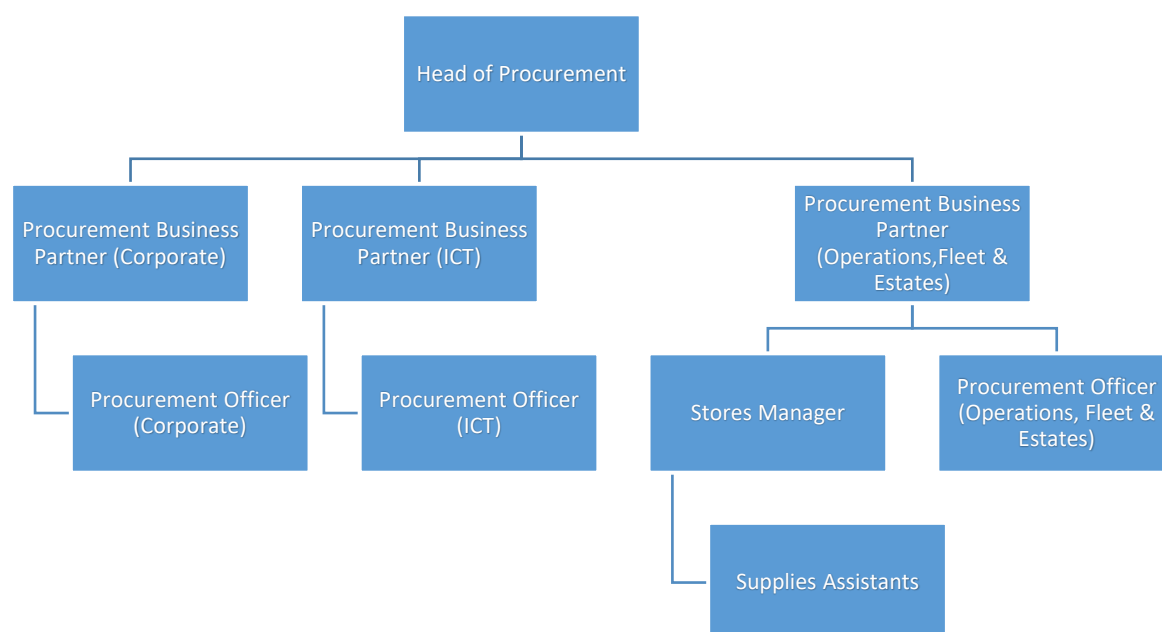 Head of Procurement
Procurement Business
Partner (Corporate)
Procurement Business
Partner (ICT)
Procurement Business
Partner
(Operations,Fleet &
Estates)
Procurement Officer
(Corporate)
Procurement Officer
(ICT)
Stores Manager
Procurement Officer
(Operations, Fleet &
Estates)
Supplies Assistants